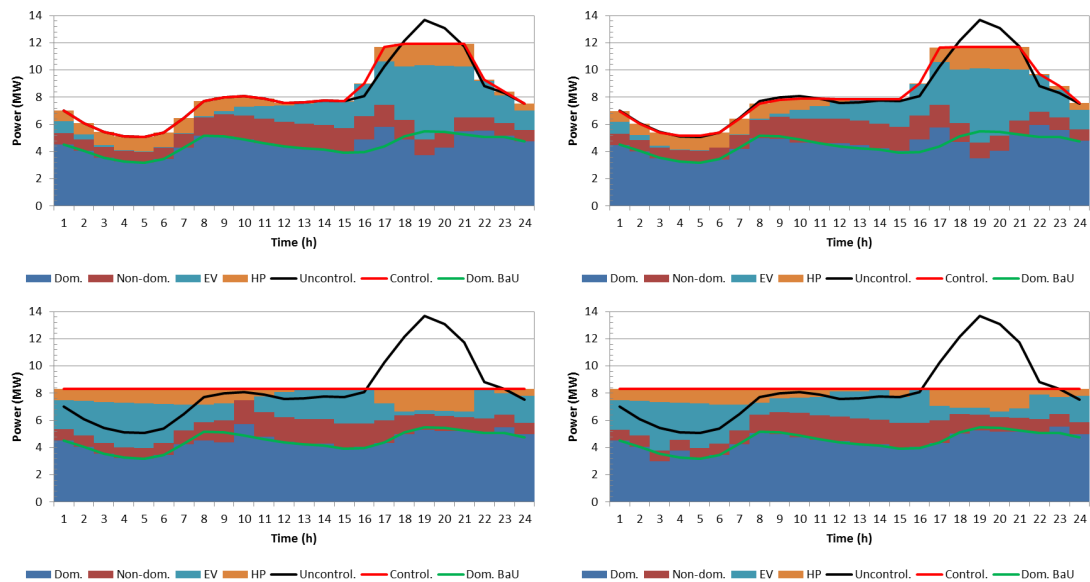 14
12
10
8
6
4
2
0
Power (MW)
1 2 3 4 5 6 7 8 9 10 11 12 13 14 15 16 17 18 19 20 21 22 23 24
Time (h)
Dom. Non-dom. EV HP Uncontrol. Control. Dom. BaU
14
12
10
8
6
4
2
0
Power (MW)
1 2 3 4 5 6 7 8 9 10 11 12 13 14 15 16 17 18 19 20 21 22 23 24
Time (h)
Dom. Non-dom. EV HP Uncontrol. Control. Dom. BaU
14
12
10
8
6
4
2
0
Power (MW)
1 2 3 4 5 6 7 8 9 10 11 12 13 14 15 16 17 18 19 20 21 22 23 24
Time (h)
Dom. Non-dom. EV HP Uncontrol. Control. Dom. BaU
14
12
10
8
6
4
2
0
Power (MW)
1 2 3 4 5 6 7 8 9 10 11 12 13 14 15 16 17 18 19 20 21 22 23 24
Time (h)
Dom. Non-dom. EV HP Uncontrol. Control. Dom. BaU